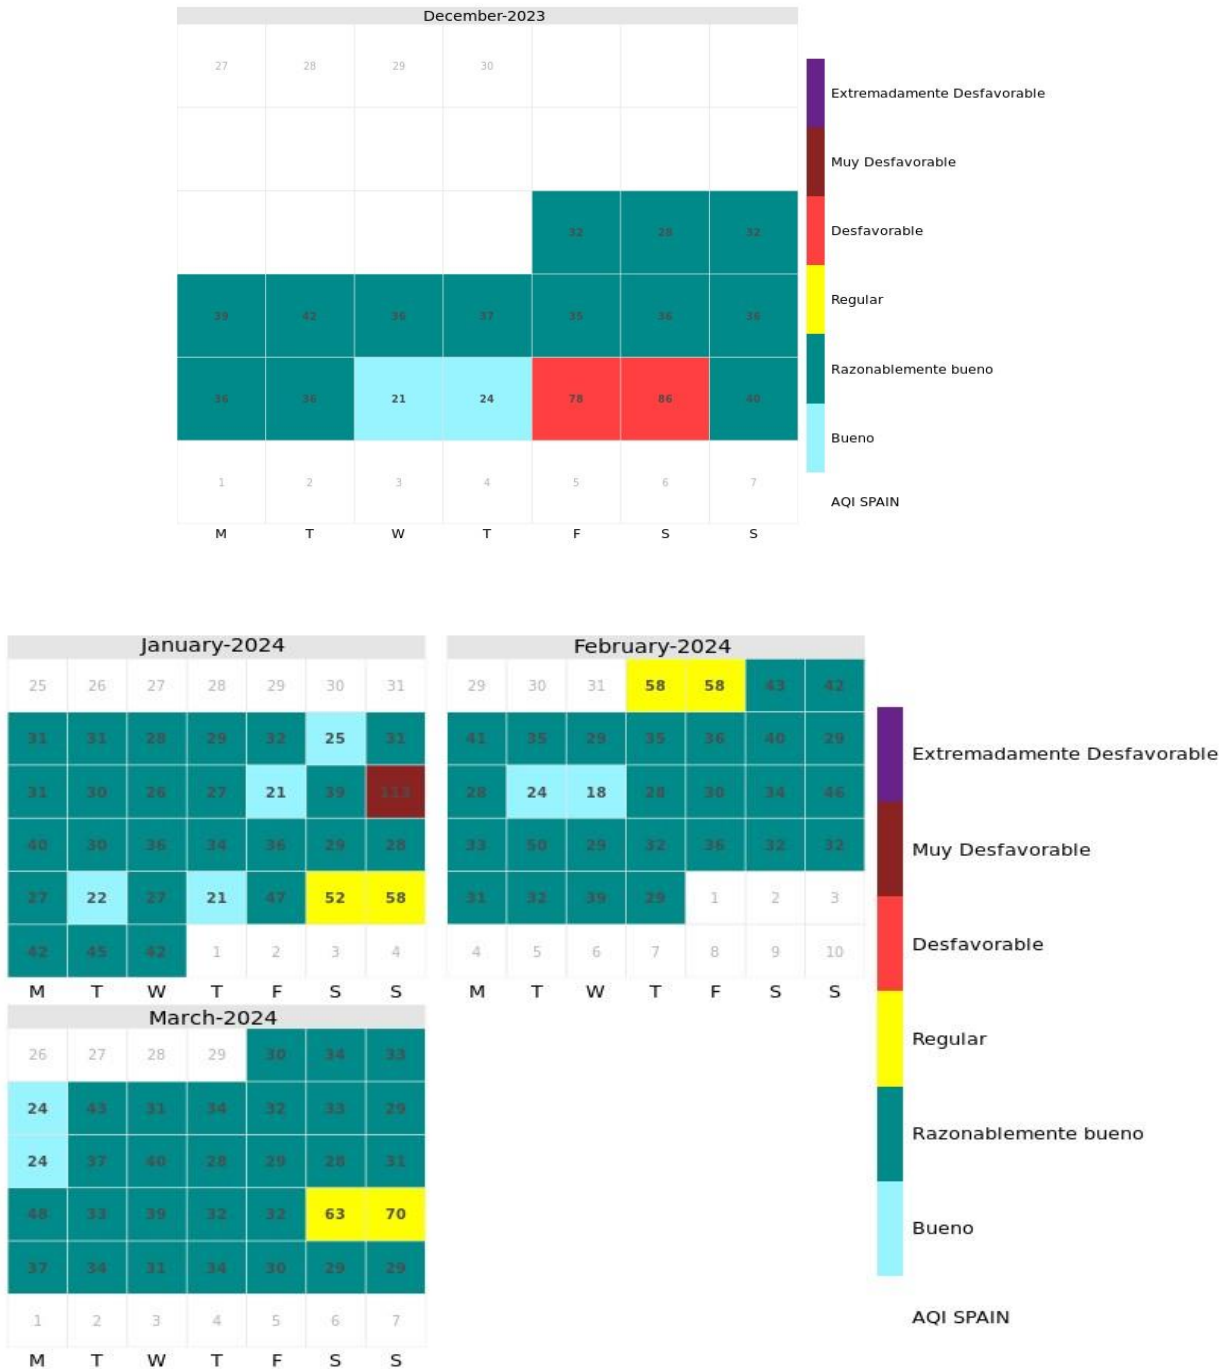 December-2023
27 28 29 30
32 28 32
39 42 36 37 35 36 36
36 36 21 24 78 86 40
1 2 3 4 5 6 7
M T W T F S S
Extremadamente Desfavorable
Muy Desfavorable
Desfavorable
Regular
Razonablemente bueno
Bueno
AQI SPAIN
January-2024
25 26 27 28 29 30 31
31 31 28 29 32 25 31
31 30 26 27 21 39 113
40 30 36 34 36 29 28
27 22 27 21 47 52 58
42 45 42 1 2 3 4
M T W T F S S
February-2024
29 30 31 58 58 43 42
41 35 29 35 36 40 29
28 24 18 28 30 34 46
33 50 29 32 36 32 32
31 32 39 29 1 2 3
4 5 6 7 8 9 10
M T W T F S S
March-2024
26 27 28 29 30 34 33
24 43 31 34 32 33 29
24 37 40 28 29 28 31
48 33 39 32 32 63 70
37 34 31 34 30 29 29
1 2 3 4 5 6 7
M T W T F S S
Extremadamente Desfavorable
Muy Desfavorable
Desfavorable
Regular
Razonablemente bueno
Bueno
AQI SPAIN